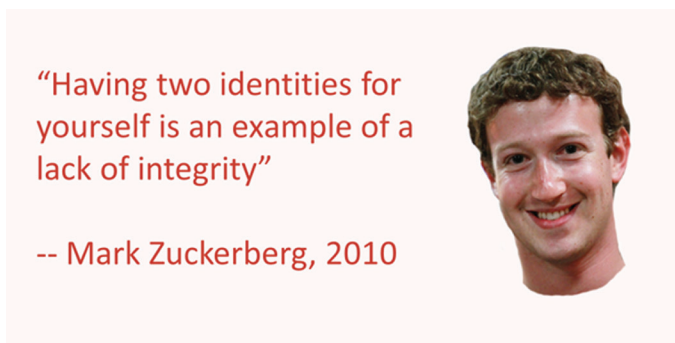 “Having two identities for
yourself is an example of a
lack of integrity”
-- Mark Zuckerberg, 2010